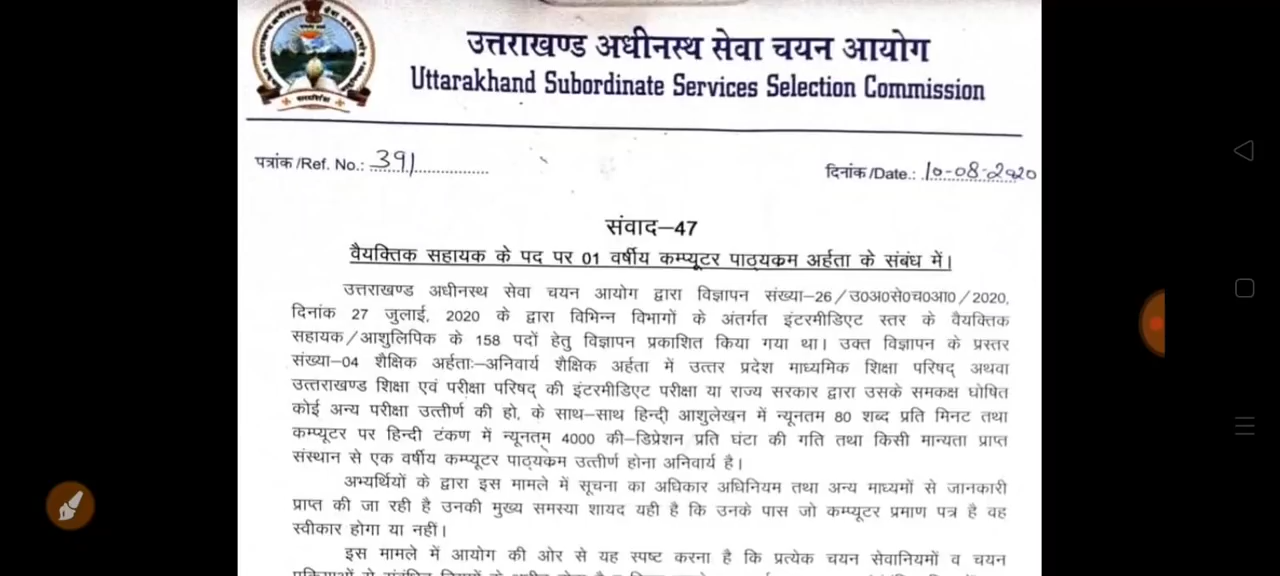 उत्तराखण्ड अधीनस्थ सेवा चयन आयोग
Uttarakhand Subordinate Services Selection Commission
पत्रांक /Ref. No.: 391
दिनांक /Date.: 10-08-2020
संवाद–47
वैयक्तिक सहायक के पद पर 01 वर्षीय कम्प्यूटर पाठ्यक्रम अर्हता के संबंध में।
उत्तराखण्ड अधीनस्थ सेवा चयन आयोग द्वारा विज्ञापन संख्या–26/उ0अ0से0च0आ0/2020,
दिनांक 27 जुलाई, 2020 के द्वारा विभिन्न विभागों के अंतर्गत इंटरमीडिएट स्तर के वैयक्तिक
सहायक/आशुलिपिक के 158 पदों हेतु विज्ञापन प्रकाशित किया गया था। उक्त विज्ञापन के प्रस्तर
संख्या–04 शैक्षिक अर्हताः–अनिवार्य शैक्षिक अर्हता में उत्तर प्रदेश माध्यमिक शिक्षा परिषद् अथवा
उत्तराखण्ड शिक्षा एवं परीक्षा परिषद् की इंटरमीडिएट परीक्षा या राज्य सरकार द्वारा उसके समकक्ष घोषित
कोई अन्य परीक्षा उत्तीर्ण की हो, के साथ–साथ हिन्दी आशुलेखन में न्यूनतम 80 शब्द प्रति मिनट तथा
कम्प्यूटर पर हिन्दी टंकण में न्यूनतम् 4000 की–डिप्रेशन प्रति घंटा की गति तथा किसी मान्यता प्राप्त
संस्थान से एक वर्षीय कम्प्यूटर पाठ्यक्रम उत्तीर्ण होना अनिवार्य है।
अभ्यर्थियों के द्वारा इस मामले में सूचना का अधिकार अधिनियम तथा अन्य माध्यमों से जानकारी
प्राप्त की जा रही है उनकी मुख्य समस्या शायद यही है कि उनके पास जो कम्प्यूटर प्रमाण पत्र है वह
स्वीकार होगा या नहीं।
इस मामले में आयोग की ओर से यह स्पष्ट करना है कि प्रत्येक चयन सेवानियमों व चयन